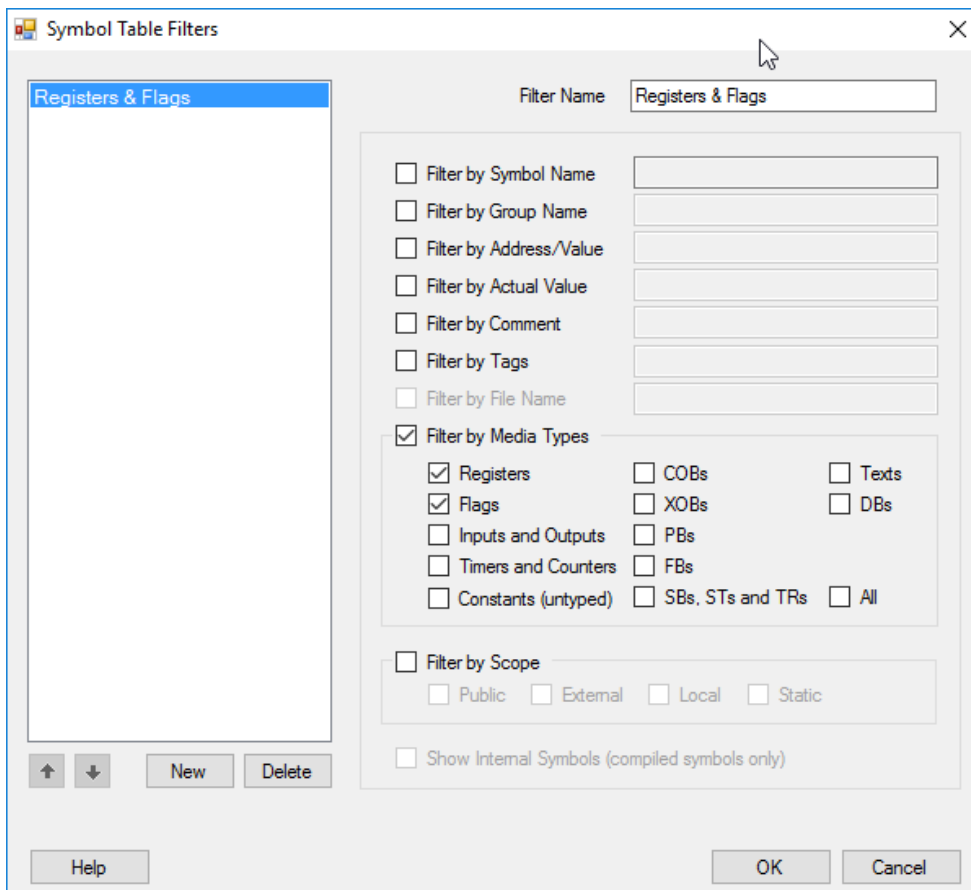 Symbol Table Filters
Registers & Flags
Filter Name Registers & Flags
Filter by Symbol Name
Filter by Group Name
Filter by Address/Value
Filter by Actual Value
Filter by Comment
Filter by Tags
Filter by File Name
Filter by Media Types
Registers COBs Texts
Flags XOBs DBs
Inputs and Outputs PBs
Timers and Counters FBs
Constants (untyped) SBs, STs and TRs All
Filter by Scope
Public External Local Static
Show Internal Symbols (compiled symbols only)
New Delete
Help OK Cancel